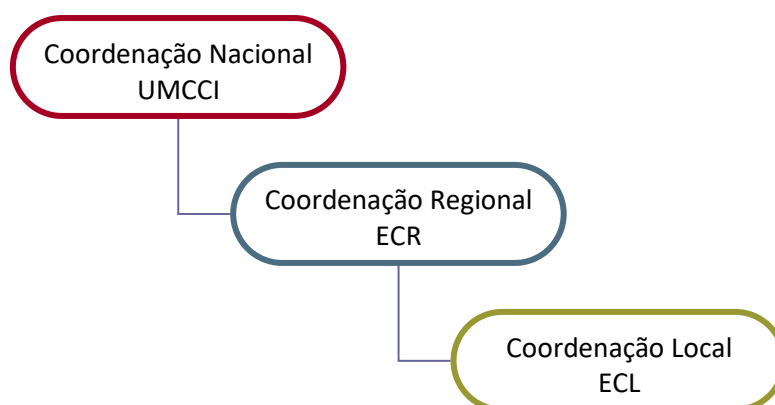 Coordenação Nacional
UMCCI
Coordenação Regional
ECR
Coordenação Local
ECL